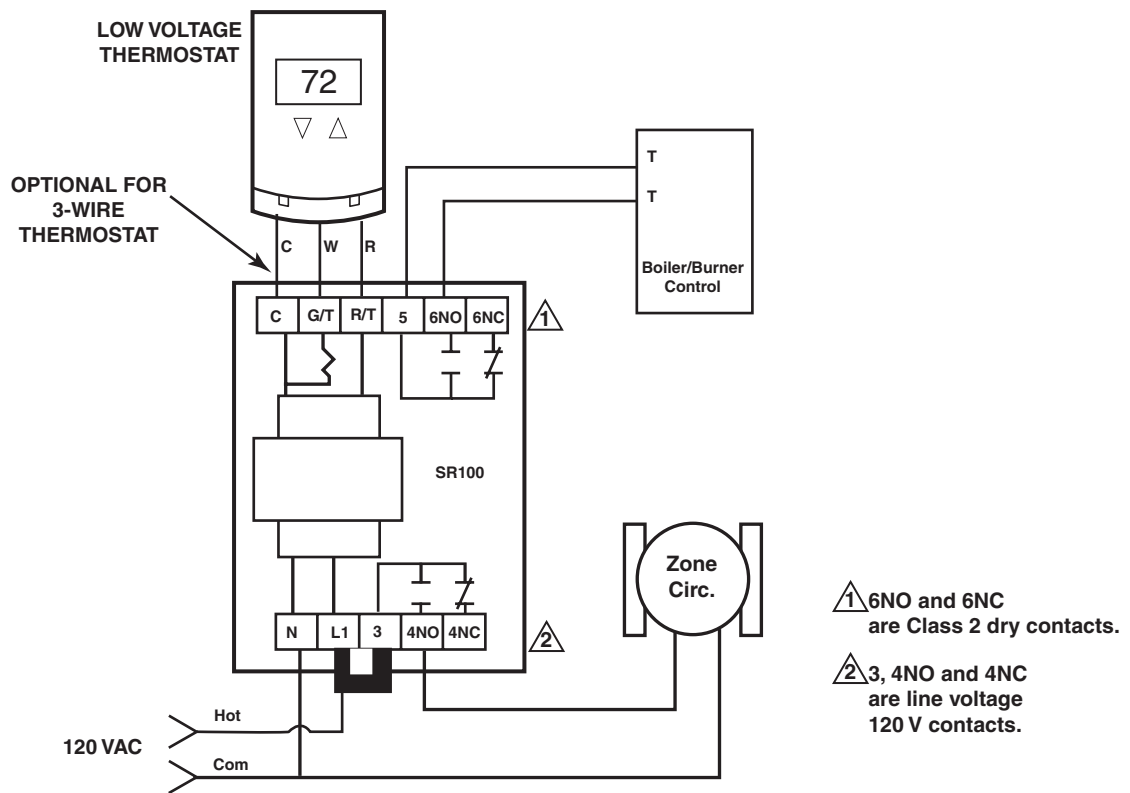 LOW VOLTAGE
THERMOSTAT
72
OPTIONAL FOR
3-WIRE
THERMOSTAT
C W R
T
T
Boiler/Burner
Control
C G/T R/T 5 6NO 6NC
1
SR100
N L1 3 4NO 4NC
2
Zone
Circ.
Hot
120 VAC
Com
1 6NO and 6NC
are Class 2 dry contacts.
2 3, 4NO and 4NC
are line voltage
120 V contacts.